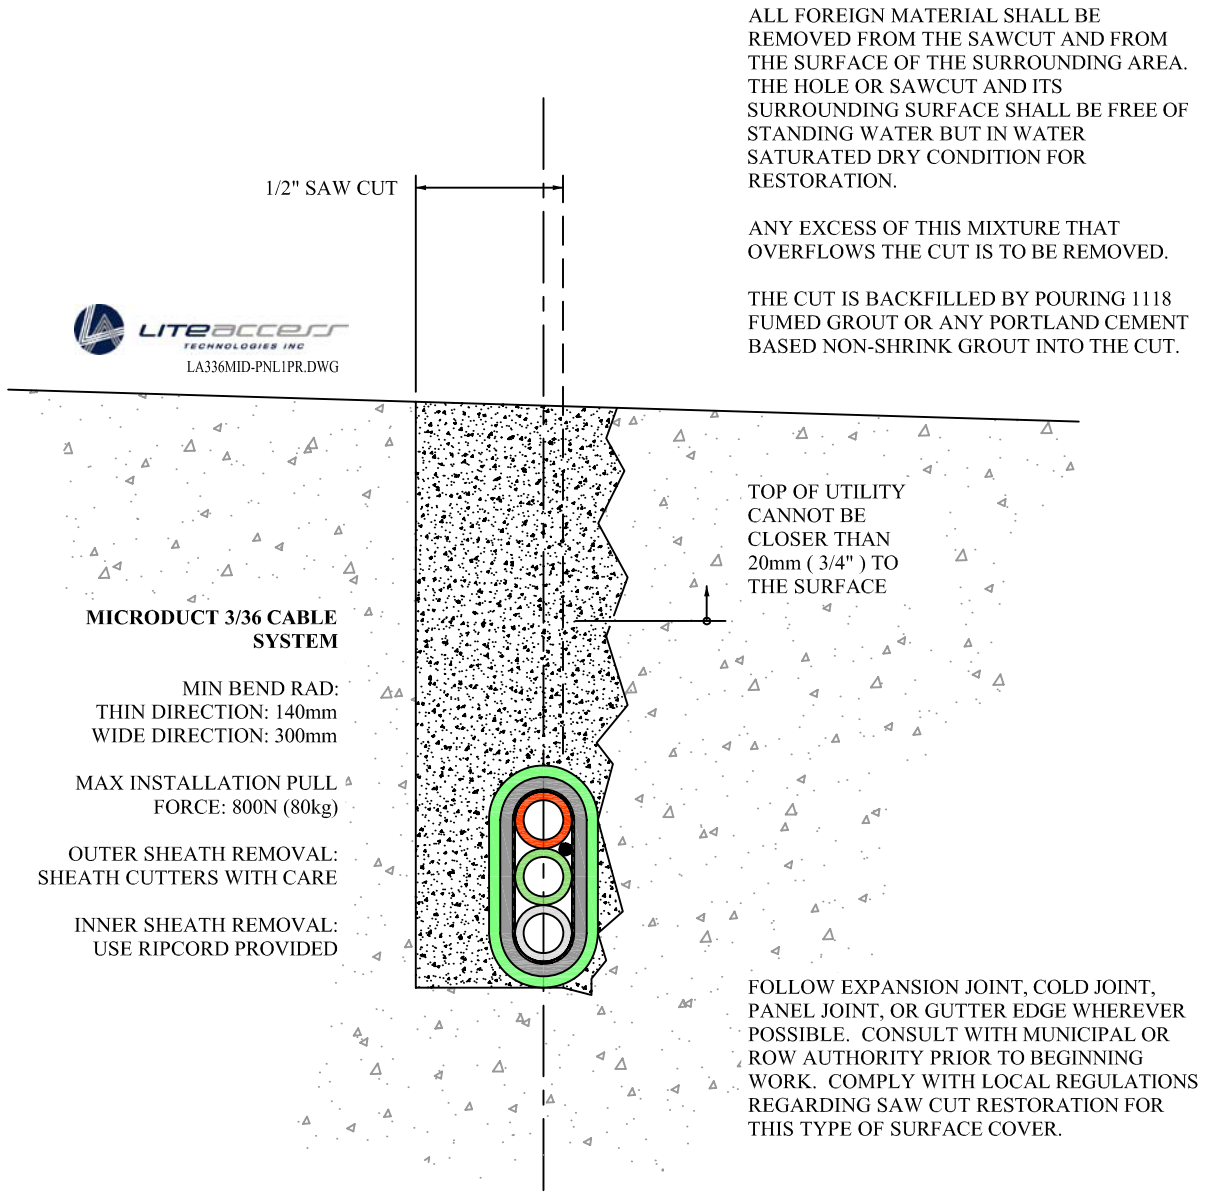 ALL FOREIGN MATERIAL SHALL BE
REMOVED FROM THE SAWCUT AND FROM
THE SURFACE OF THE SURROUNDING AREA.
THE HOLE OR SAWCUT AND ITS
SURROUNDING SURFACE SHALL BE FREE OF
STANDING WATER BUT IN WATER
SATURATED DRY CONDITION FOR
RESTORATION.
ANY EXCESS OF THIS MIXTURE THAT
OVERFLOWS THE CUT IS TO BE REMOVED.
THE CUT IS BACKFILLED BY POURING 1118
FUMED GROUT OR ANY PORTLAND CEMENT
BASED NON-SHRINK GROUT INTO THE CUT.
1/2" SAW CUT
LITEaccess
TECHNOLOGIES INC
LA336MID-PNL1PR.DWG
TOP OF UTILITY
CANNOT BE
CLOSER THAN
20mm ( 3/4" ) TO
THE SURFACE
MICRODUCT 3/36 CABLE
SYSTEM
MIN BEND RAD:
THIN DIRECTION: 140mm
WIDE DIRECTION: 300mm
MAX INSTALLATION PULL
FORCE: 800N (80kg)
OUTER SHEATH REMOVAL:
SHEATH CUTTERS WITH CARE
INNER SHEATH REMOVAL:
USE RIPCORD PROVIDED
FOLLOW EXPANSION JOINT, COLD JOINT,
PANEL JOINT, OR GUTTER EDGE WHEREVER
POSSIBLE.  CONSULT WITH MUNICIPAL OR
ROW AUTHORITY PRIOR TO BEGINNING
WORK.  COMPLY WITH LOCAL REGULATIONS
REGARDING SAW CUT RESTORATION FOR
THIS TYPE OF SURFACE COVER.